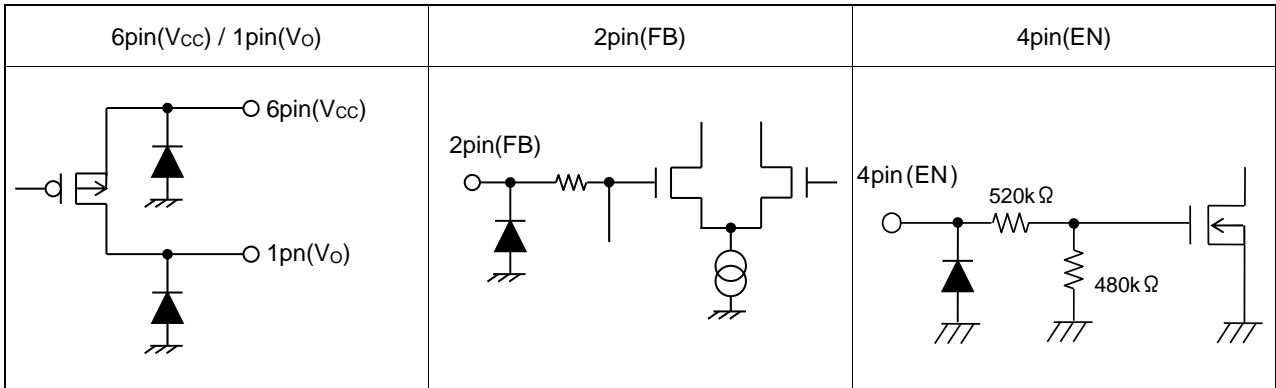 6pin(VCC) / 1pin(VO)
2pin(FB)
4pin(EN)
6pin(VCC)
1pn(VO)
2pin(FB)
4pin(EN)
520kΩ
480kΩ